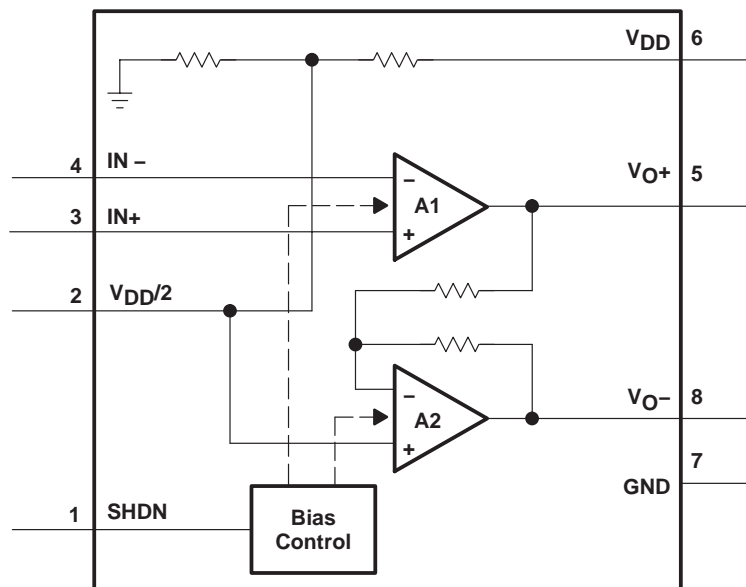 VDD 6
4 IN – VO+ 5
– A1
3 IN+ +
2 VDD/2
– A2 + VO– 8
7
GND
1 SHDN
Bias
Control